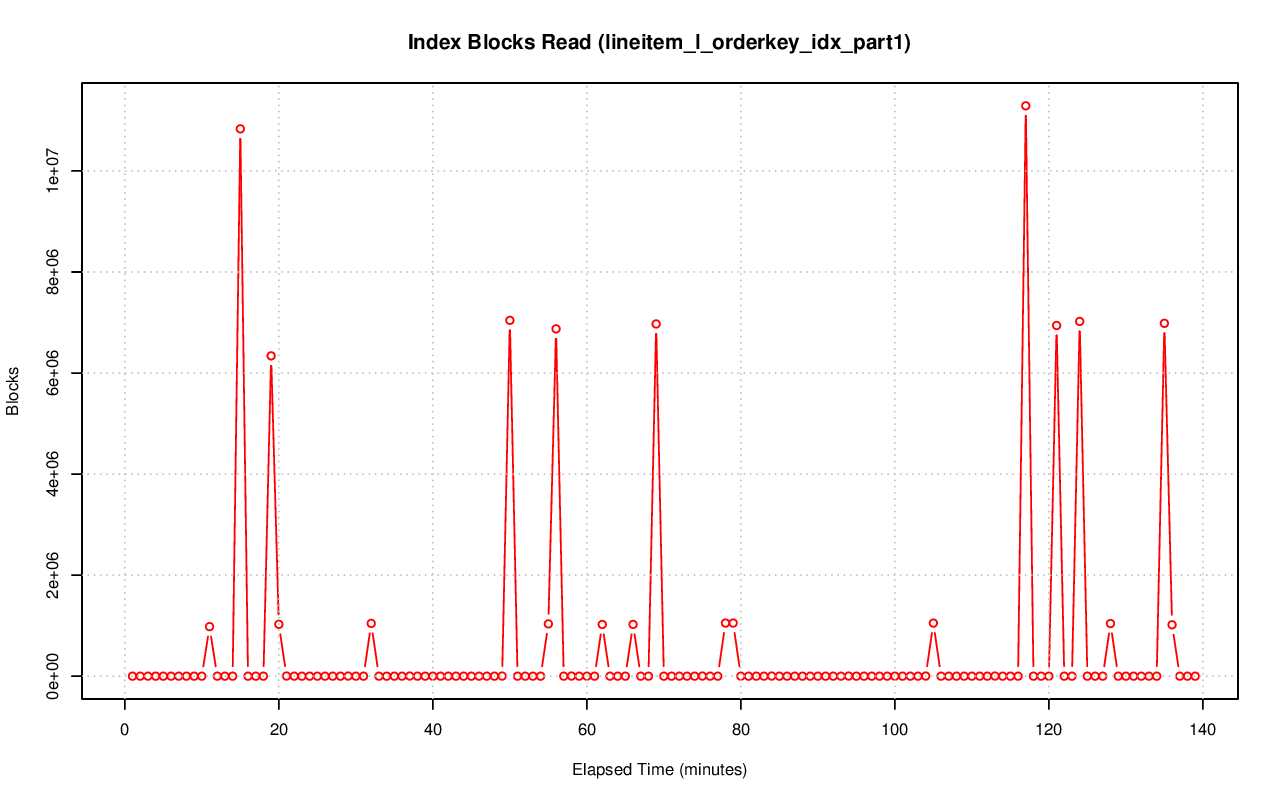 Index Blocks Read (lineitem_l_orderkey_idx_part1)
Blocks
1e+07
8e+06
6e+06
4e+06
2e+06
0e+00
0 20 40 60 80 100 120 140
Elapsed Time (minutes)